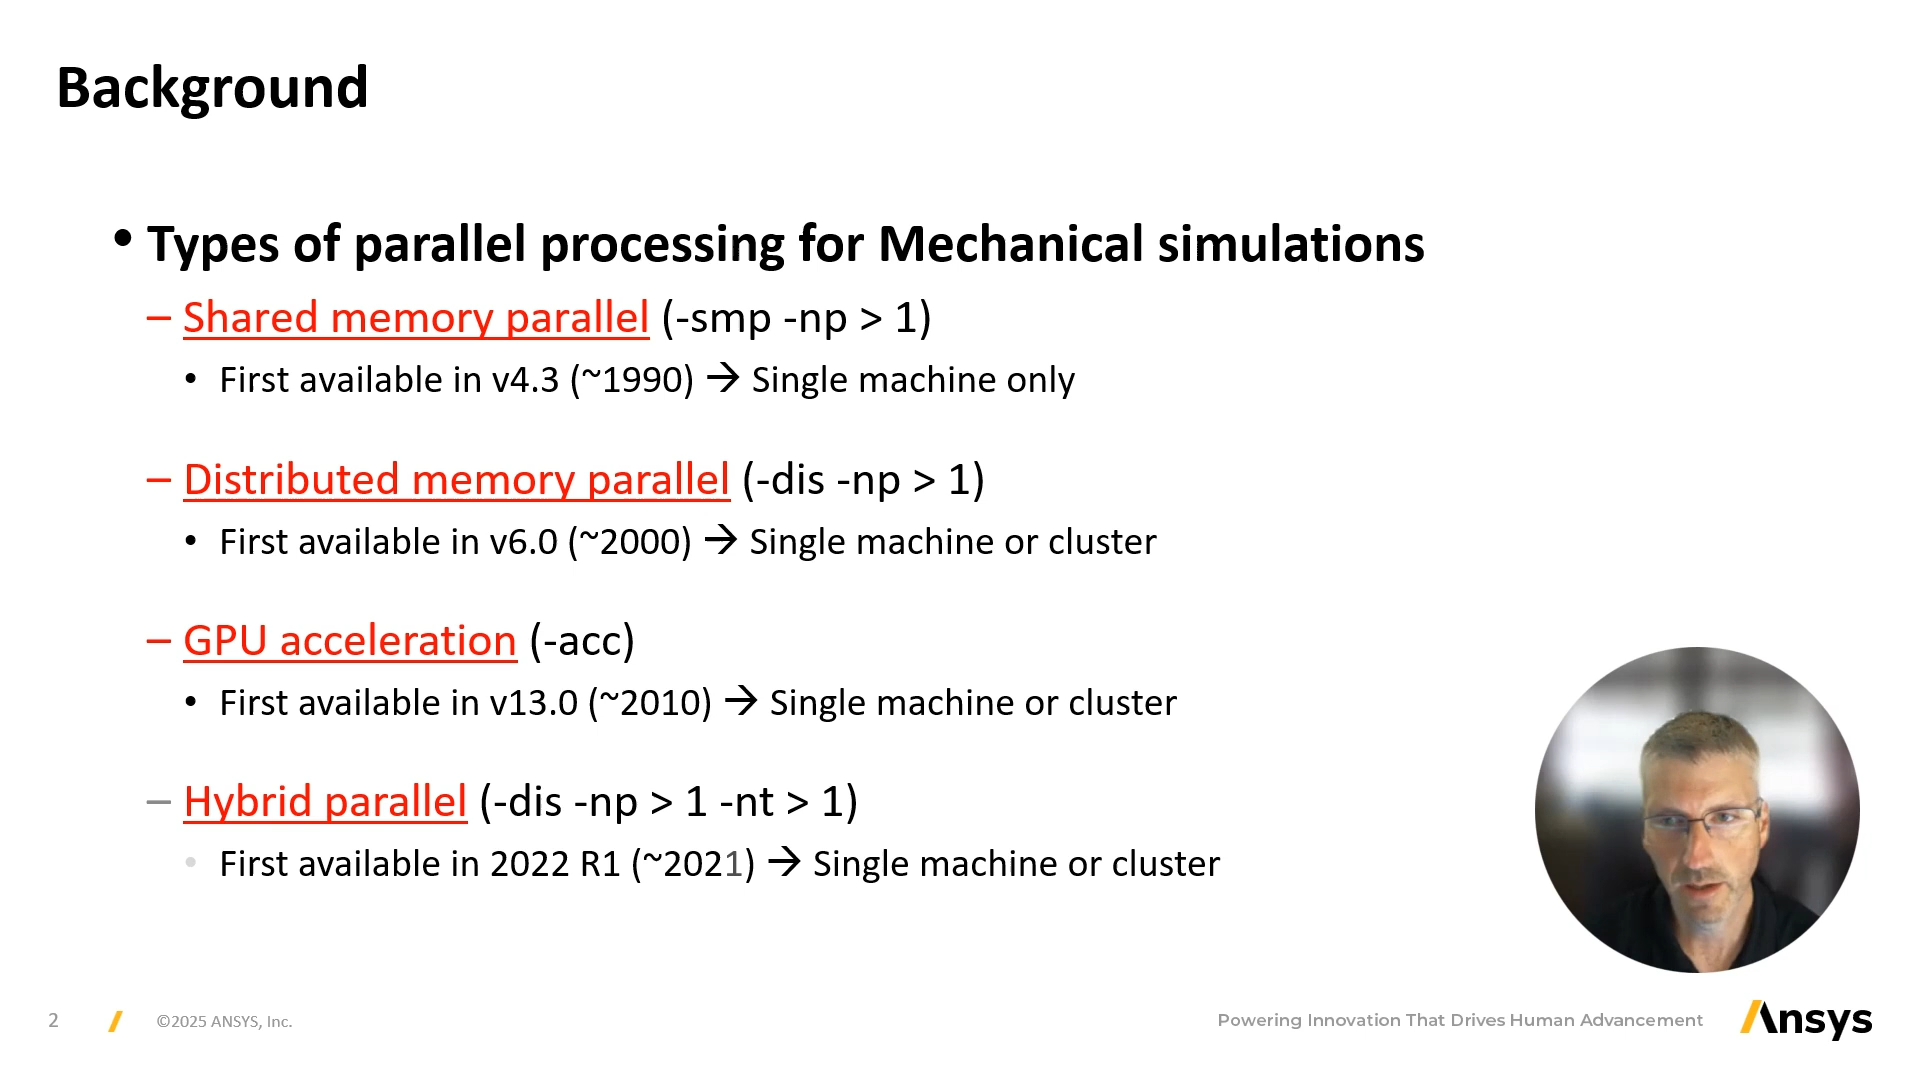 Background
• Types of parallel processing for Mechanical simulations
– Shared memory parallel (-smp -np > 1)
• First available in v4.3 (~1990) → Single machine only
– Distributed memory parallel (-dis -np > 1)
• First available in v6.0 (~2000) → Single machine or cluster
– GPU acceleration (-acc)
• First available in v13.0 (~2010) → Single machine or cluster
– Hybrid parallel (-dis -np > 1 -nt > 1)
• First available in 2022 R1 (~2021) → Single machine or cluster
2 ©2025 ANSYS, Inc. Powering Innovation That Drives Human Advancement Ansys